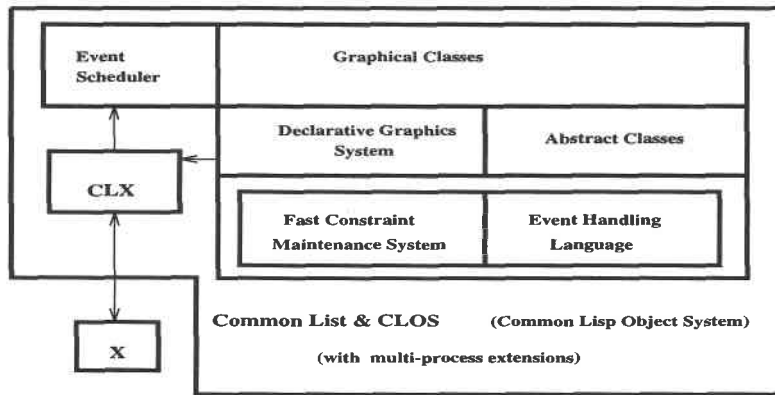 Event
Scheduler
Graphical Classes
Declarative Graphics
System
Abstract Classes
CLX
Fast Constraint
Maintenance System
Event Handling
Language
Common List & CLOS (Common Lisp Object System)
(with multi-process extensions)
X